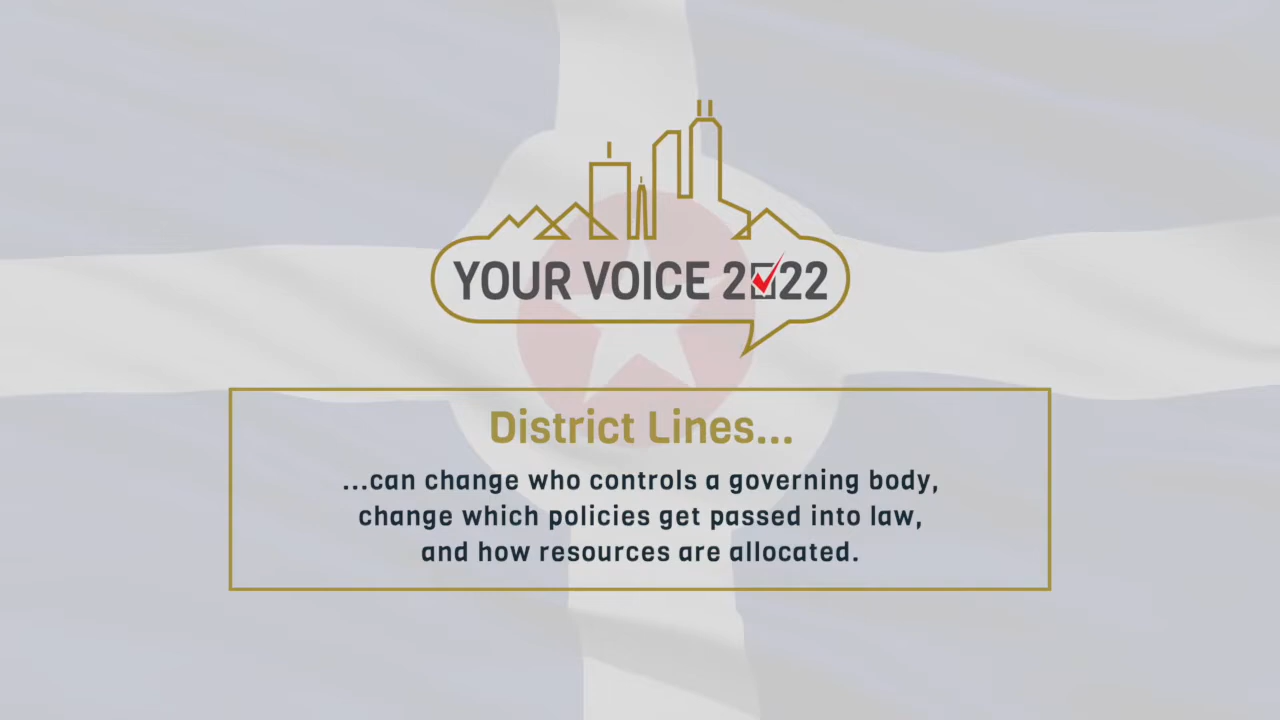 YOUR VOICE 2022
District Lines...
...can change who controls a governing body,
change which policies get passed into law,
and how resources are allocated.